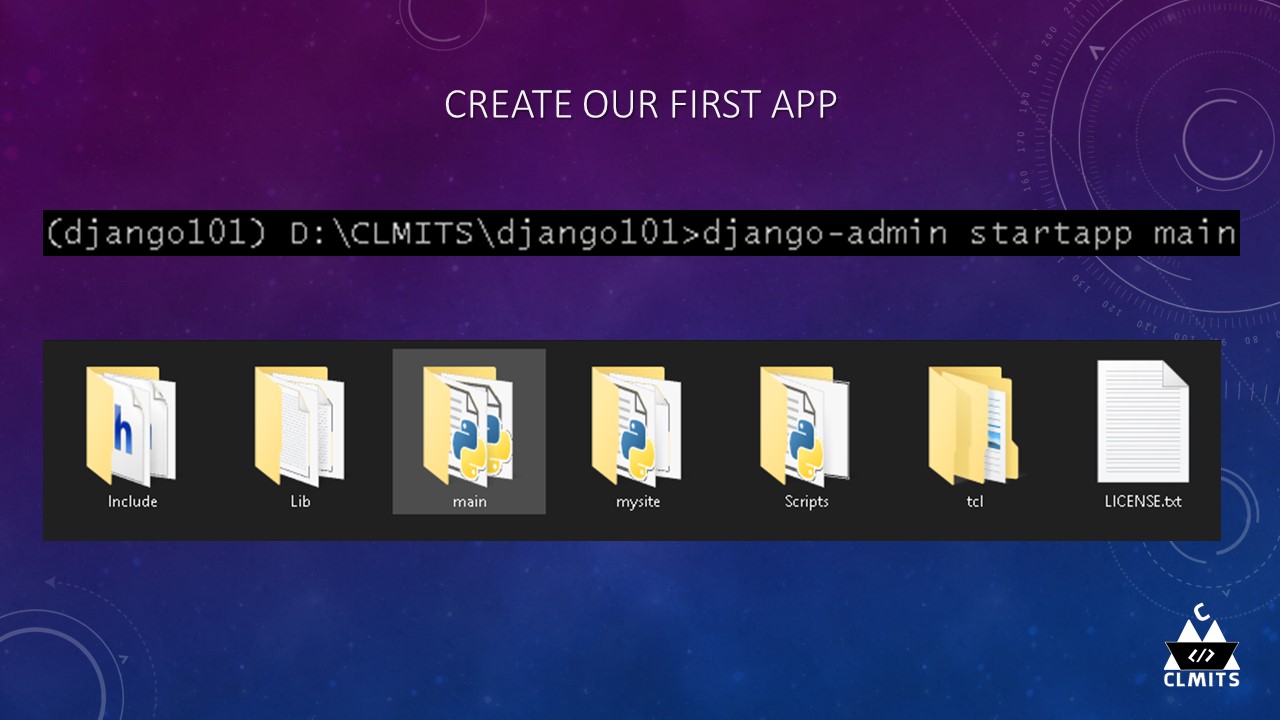 CREATE OUR FIRST APP
(django101) D:\CLMITS\django101>django-admin startapp main
Include
Lib
main
mysite
Scripts
tcl
LICENSE.txt
C
</>
CLMITS